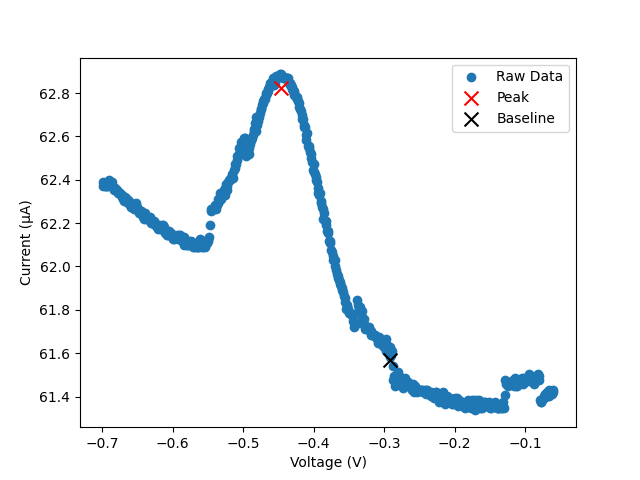 Raw Data
Peak
Baseline
62.8
62.6
62.4
62.2
62.0
61.8
61.6
61.4
Current (μA)
−0.7 −0.6 −0.5 −0.4 −0.3 −0.2 −0.1
Voltage (V)